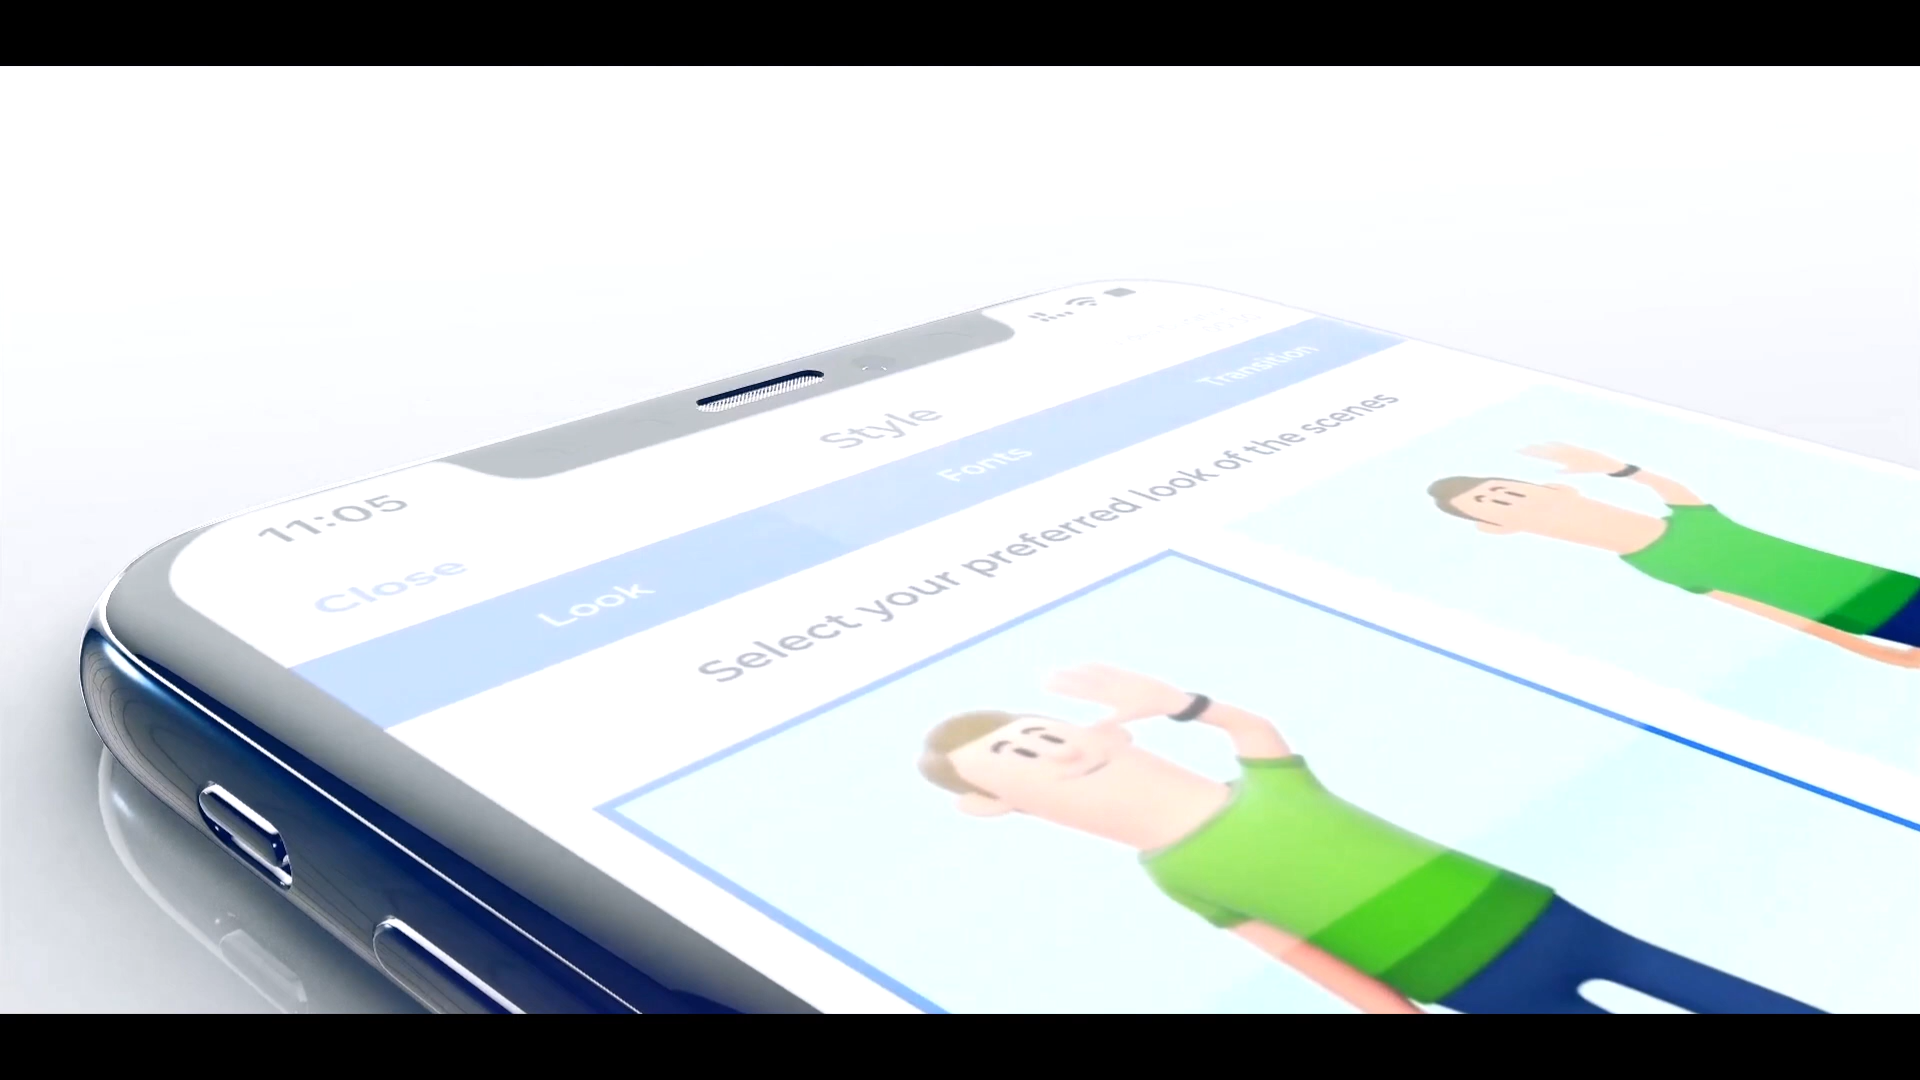 11:05
Close
Style
Look
Fonts
Transition
Select your preferred look of the scenes